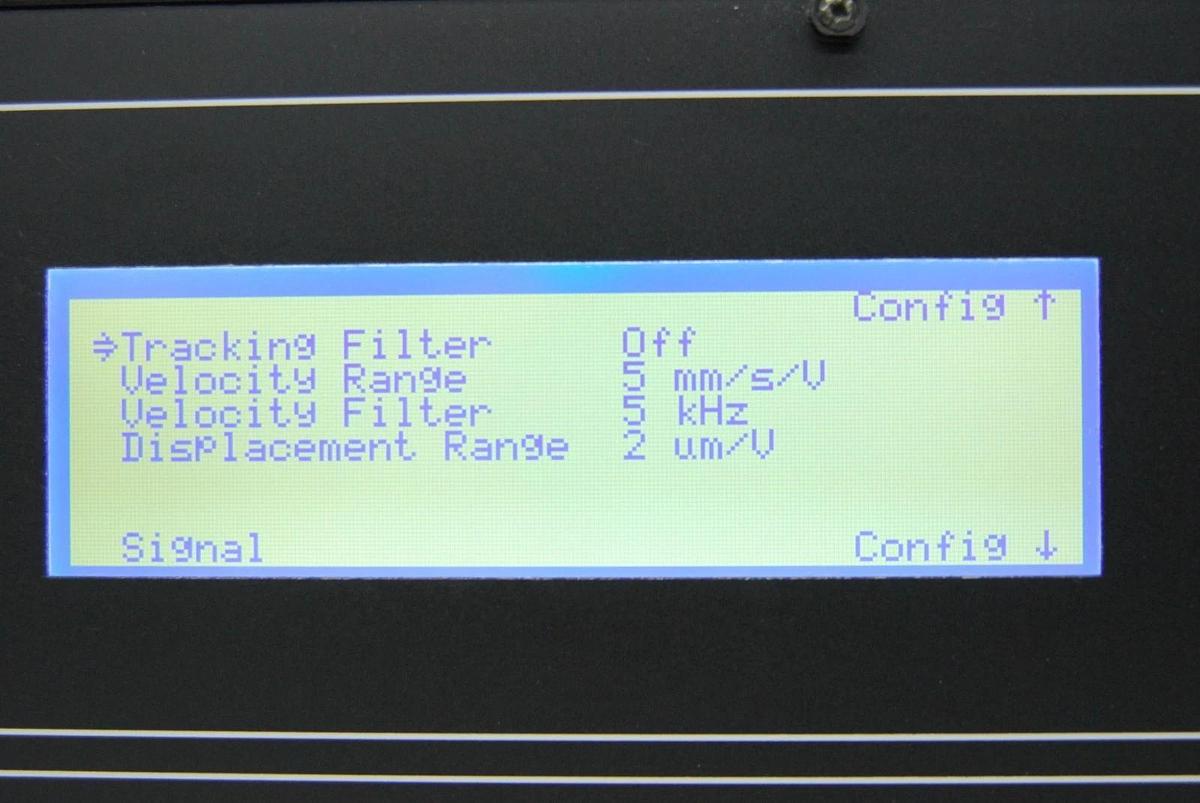 Config ↑
⇒Tracking Filter Off
Velocity Range 5 mm/s/V
Velocity Filter 5 kHz
Displacement Range 2 um/V
Signal Config ↓